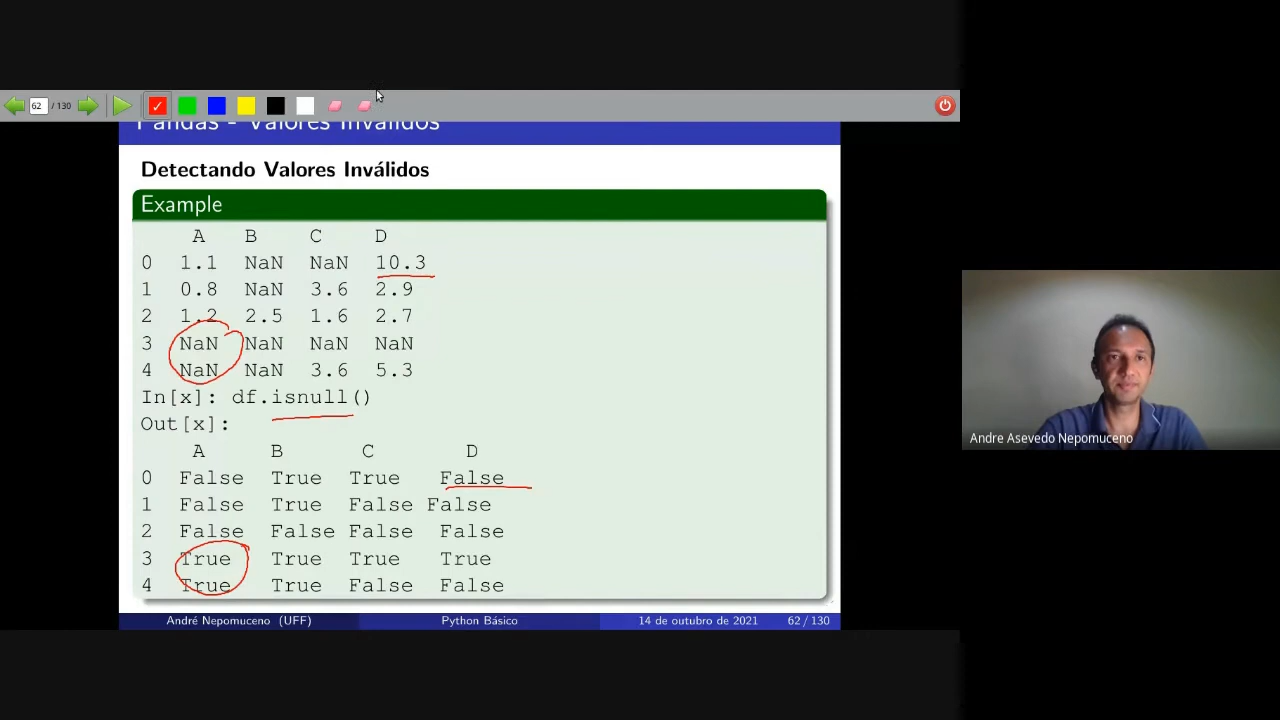 62 / 130
Pandas - Valores Inválidos
Detectando Valores Inválidos
Example
A B C D
0 1.1 NaN NaN 10.3
1 0.8 NaN 3.6 2.9
2 1.2 2.5 1.6 2.7
3 NaN NaN NaN NaN
4 NaN NaN 3.6 5.3
In[x]: df.isnull()
Out[x]:
A B C D
0 False True True False
1 False True False False
2 False False False False
3 True True True True
4 True True False False
André Nepomuceno (UFF) Python Básico 14 de outubro de 2021 62 / 130
Andre Asevedo Nepomuceno